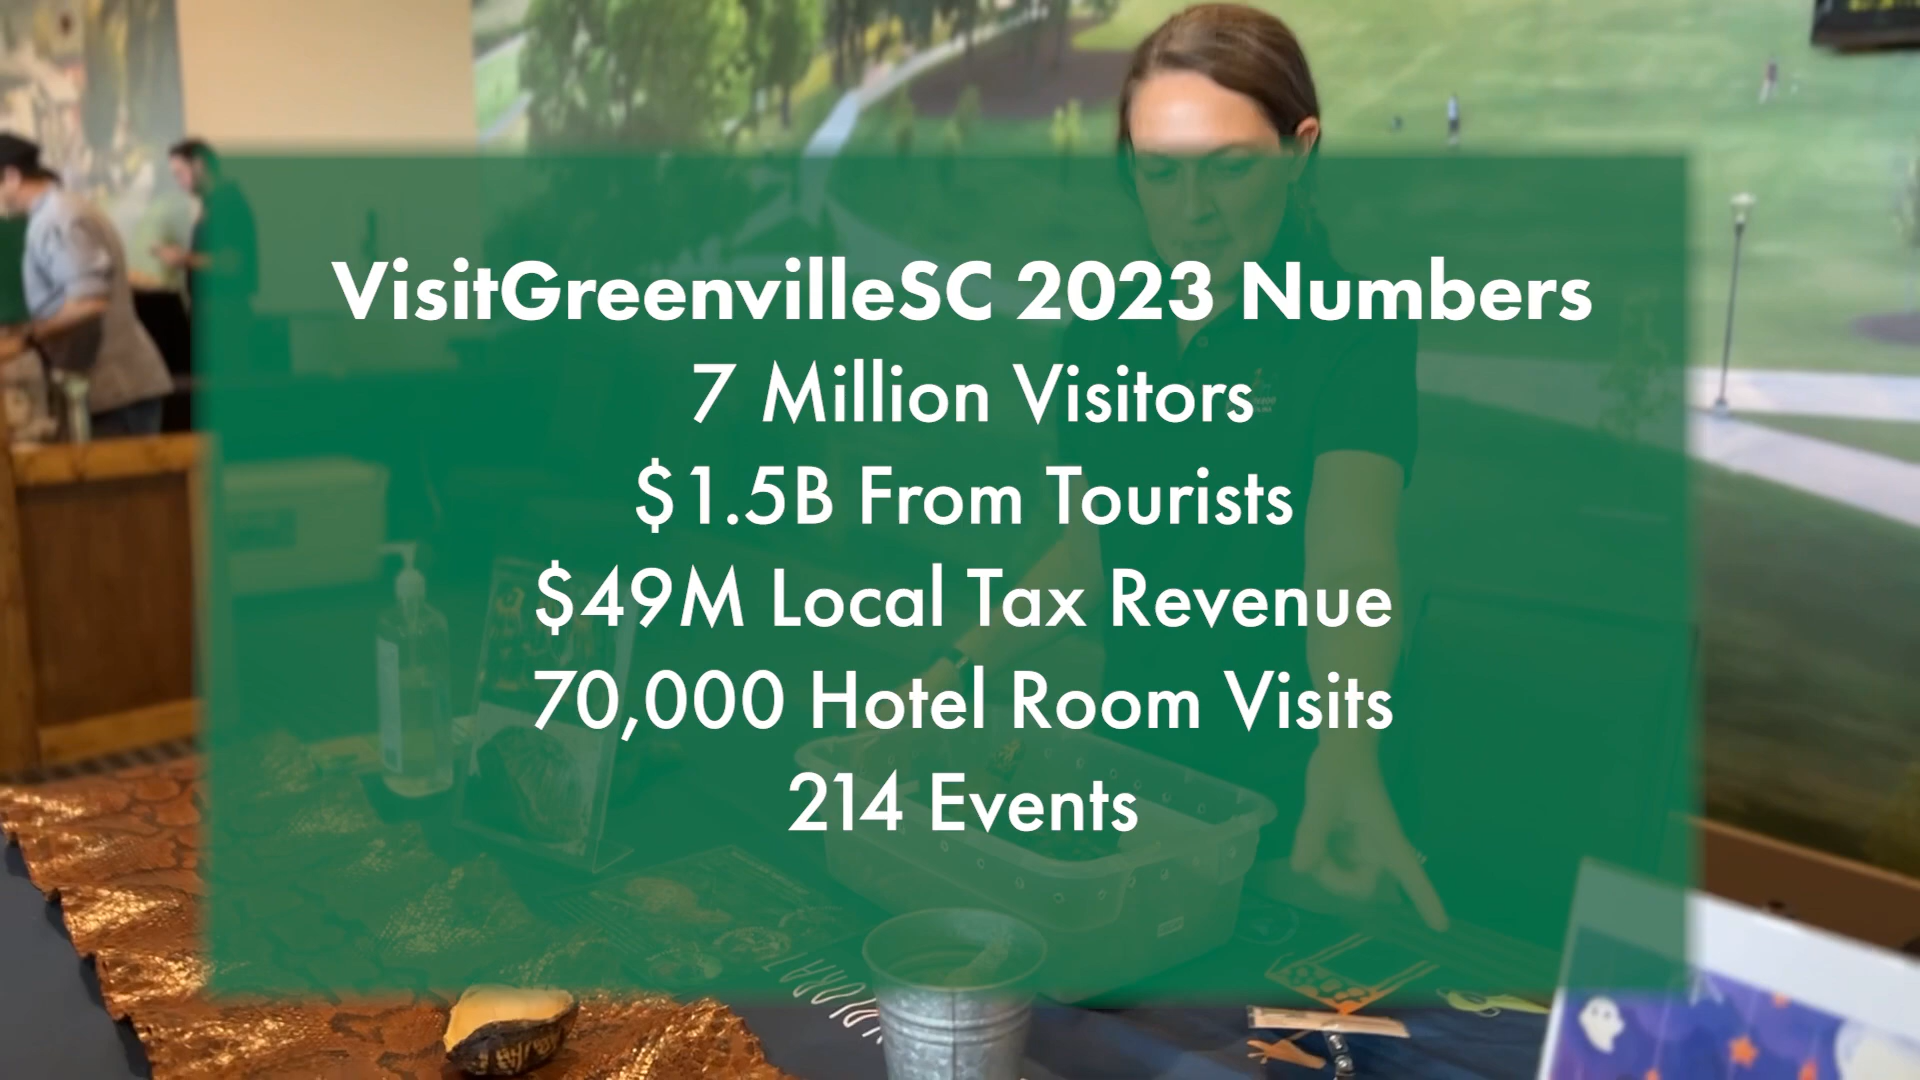 VisitGreenvilleSC 2023 Numbers
7 Million Visitors
$1.5B From Tourists
$49M Local Tax Revenue
70,000 Hotel Room Visits
214 Events